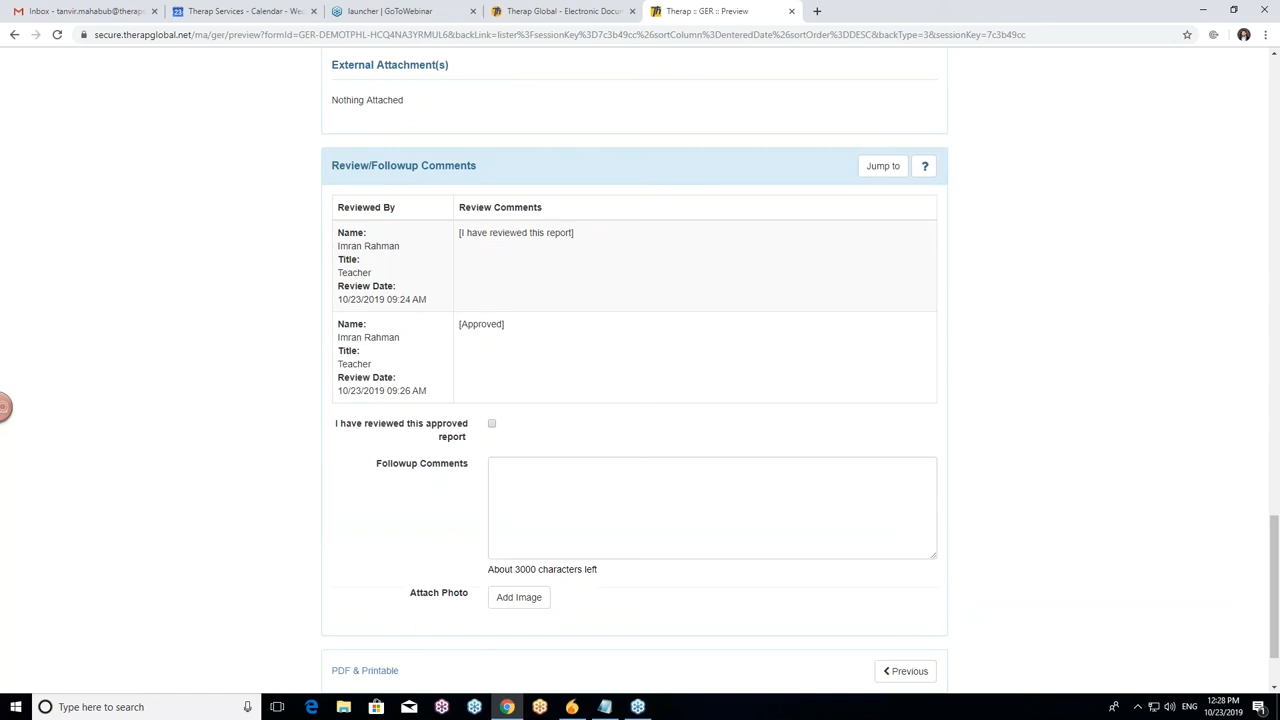 Inbox - tanvir.mahabub@therap
Therap Services - Calendar - Wed
launcher | GoToWebinar
Therap Global - Electronic Docum
Therap :: GER :: Preview
secure.therapglobal.net/ma/ger/preview?formId=GER-DEMOTPHL-HCQ4NA3YRMUL6&backLink=lister%3FsessionKey%3D7c3b49cc%26sortColumn%3DenteredDate%26sortOrder%3DDESC&backType=3&sessionKey=7c3b49cc
External Attachment(s)
Nothing Attached
Review/Followup Comments
Jump to
?
Reviewed By
Review Comments
Name:
[I have reviewed this report]
Imran Rahman
Title:
Teacher
Review Date:
10/23/2019 09:24 AM
Name:
[Approved]
Imran Rahman
Title:
Teacher
Review Date:
10/23/2019 09:26 AM
I have reviewed this approved
report
Followup Comments
About 3000 characters left
Attach Photo
Add Image
PDF & Printable
Previous
Type here to search
12:28 PM
10/23/2019